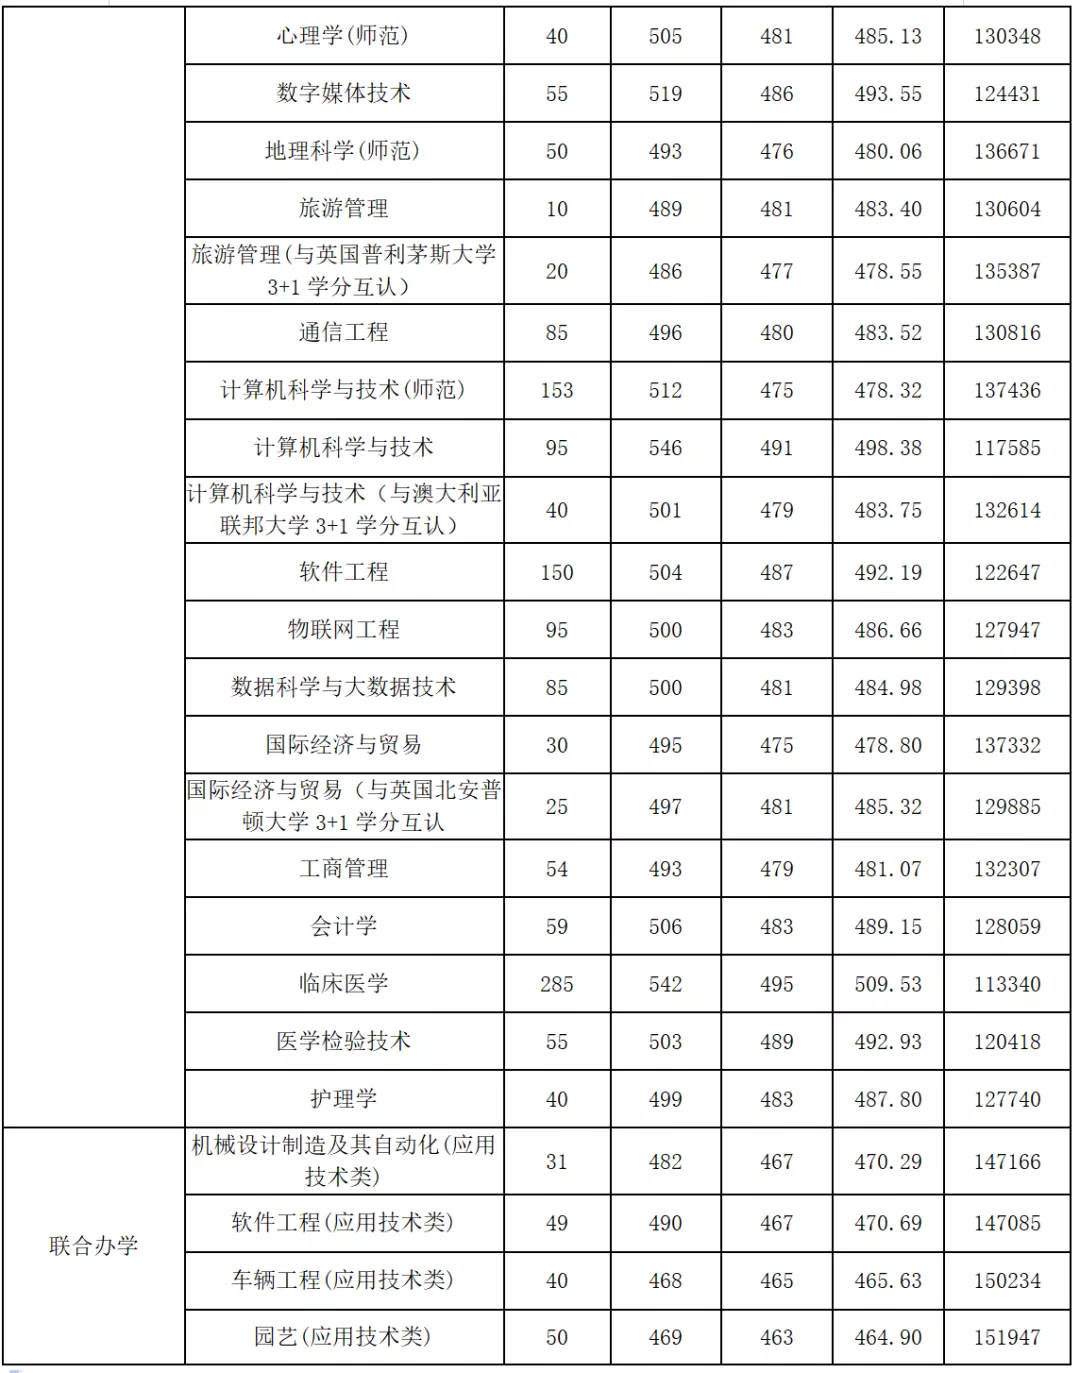 心理学(师范) 40 505 481 485.13 130348
数字媒体技术 55 519 486 493.55 124431
地理科学(师范) 50 493 476 480.06 136671
旅游管理 10 489 481 483.40 130604
旅游管理(与英国普利茅斯大学
3+1 学分互认） 20 486 477 478.55 135387
通信工程 85 496 480 483.52 130816
计算机科学与技术(师范) 153 512 475 478.32 137436
计算机科学与技术 95 546 491 498.38 117585
计算机科学与技术（与澳大利亚
联邦大学 3+1 学分互认） 40 501 479 483.75 132614
软件工程 150 504 487 492.19 122647
物联网工程 95 500 483 486.66 127947
数据科学与大数据技术 85 500 481 484.98 129398
国际经济与贸易 30 495 475 478.80 137332
国际经济与贸易（与英国北安普
顿大学 3+1 学分互认 25 497 481 485.32 129885
工商管理 54 493 479 481.07 132307
会计学 59 506 483 489.15 128059
临床医学 285 542 495 509.53 113340
医学检验技术 55 503 489 492.93 120418
护理学 40 499 483 487.80 127740
联合办学
机械设计制造及其自动化(应用
技术类) 31 482 467 470.29 147166
软件工程(应用技术类) 49 490 467 470.69 147085
车辆工程(应用技术类) 40 468 465 465.63 150234
园艺(应用技术类) 50 469 463 464.90 151947